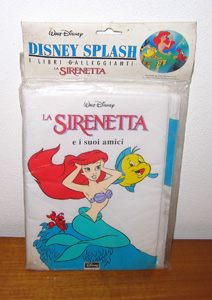 Walt Disney
DISNEY SPLASH
I LIBRI GALLEGGIANTI
LA SIRENETTA
Walt Disney
LA SIRENETTA
e i suoi amici